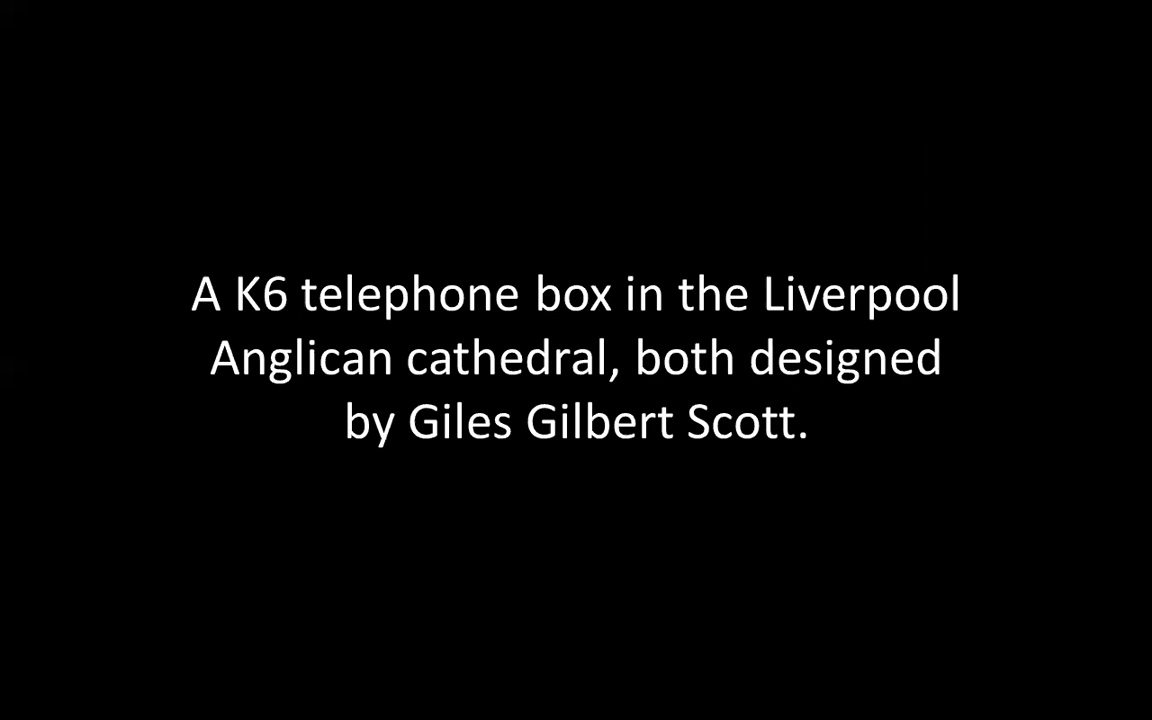 A K6 telephone box in the Liverpool
Anglican cathedral, both designed
by Giles Gilbert Scott.